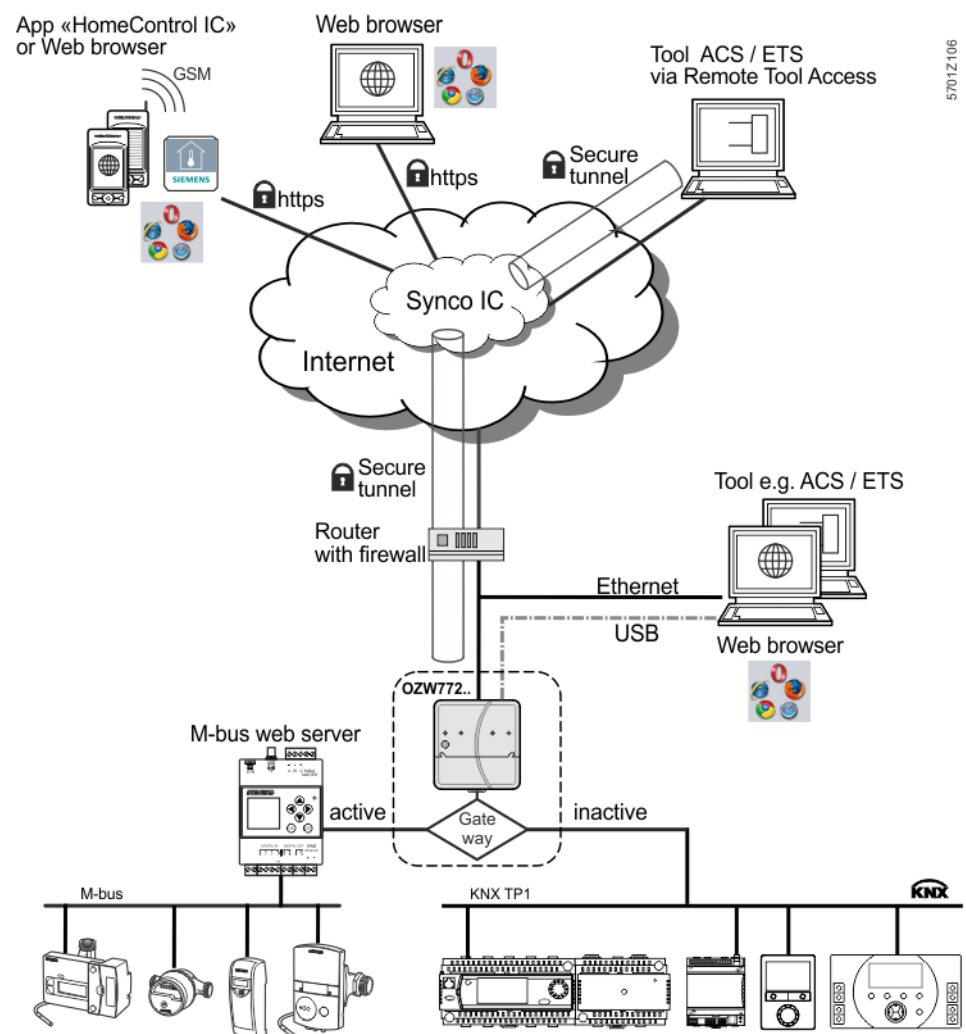 App «HomeControl IC»
or Web browser
GSM
SIEMENS
https
Web browser
https
Tool ACS / ETS
via Remote Tool Access
5701Z106
Secure
tunnel
Synco IC
Internet
Secure
tunnel
Router
with firewall
Tool e.g. ACS / ETS
Ethernet
USB
Web browser
OZW772..
M-bus web server
active
Gate
way
inactive
M-bus
KNX TP1
KNX